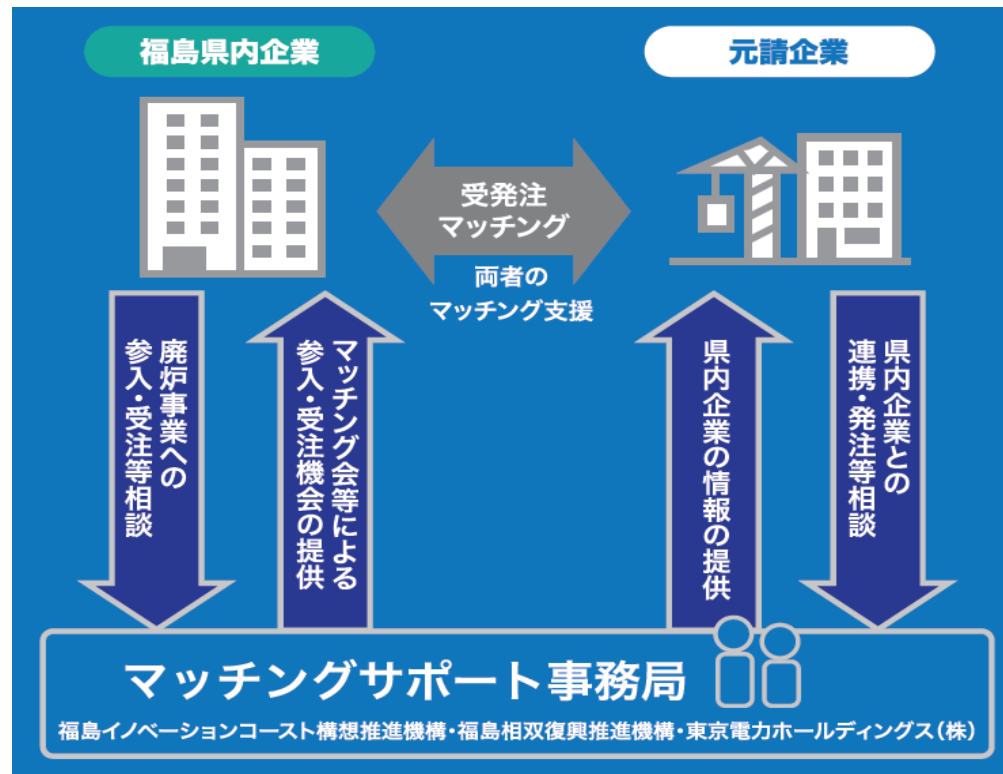 福島県内企業
元請企業
受発注
マッチング
両者の
マッチング支援
廃炉事業への
参入・受注等相談
マッチング会等による
参入・受注機会の提供
県内企業の情報の提供
県内企業との
連携・発注等相談
マッチングサポート事務局
福島イノベーションコースト構想推進機構・福島相双復興推進機構・東京電力ホールディングス(株)